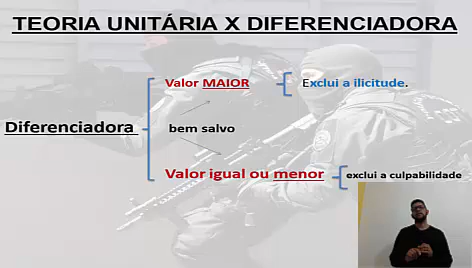 TEORIA UNITÁRIA X DIFERENCIADORA
Valor MAIOR Exclui a ilicitude.
Diferenciadora bem salvo
Valor igual ou menor exclui a culpabilidade